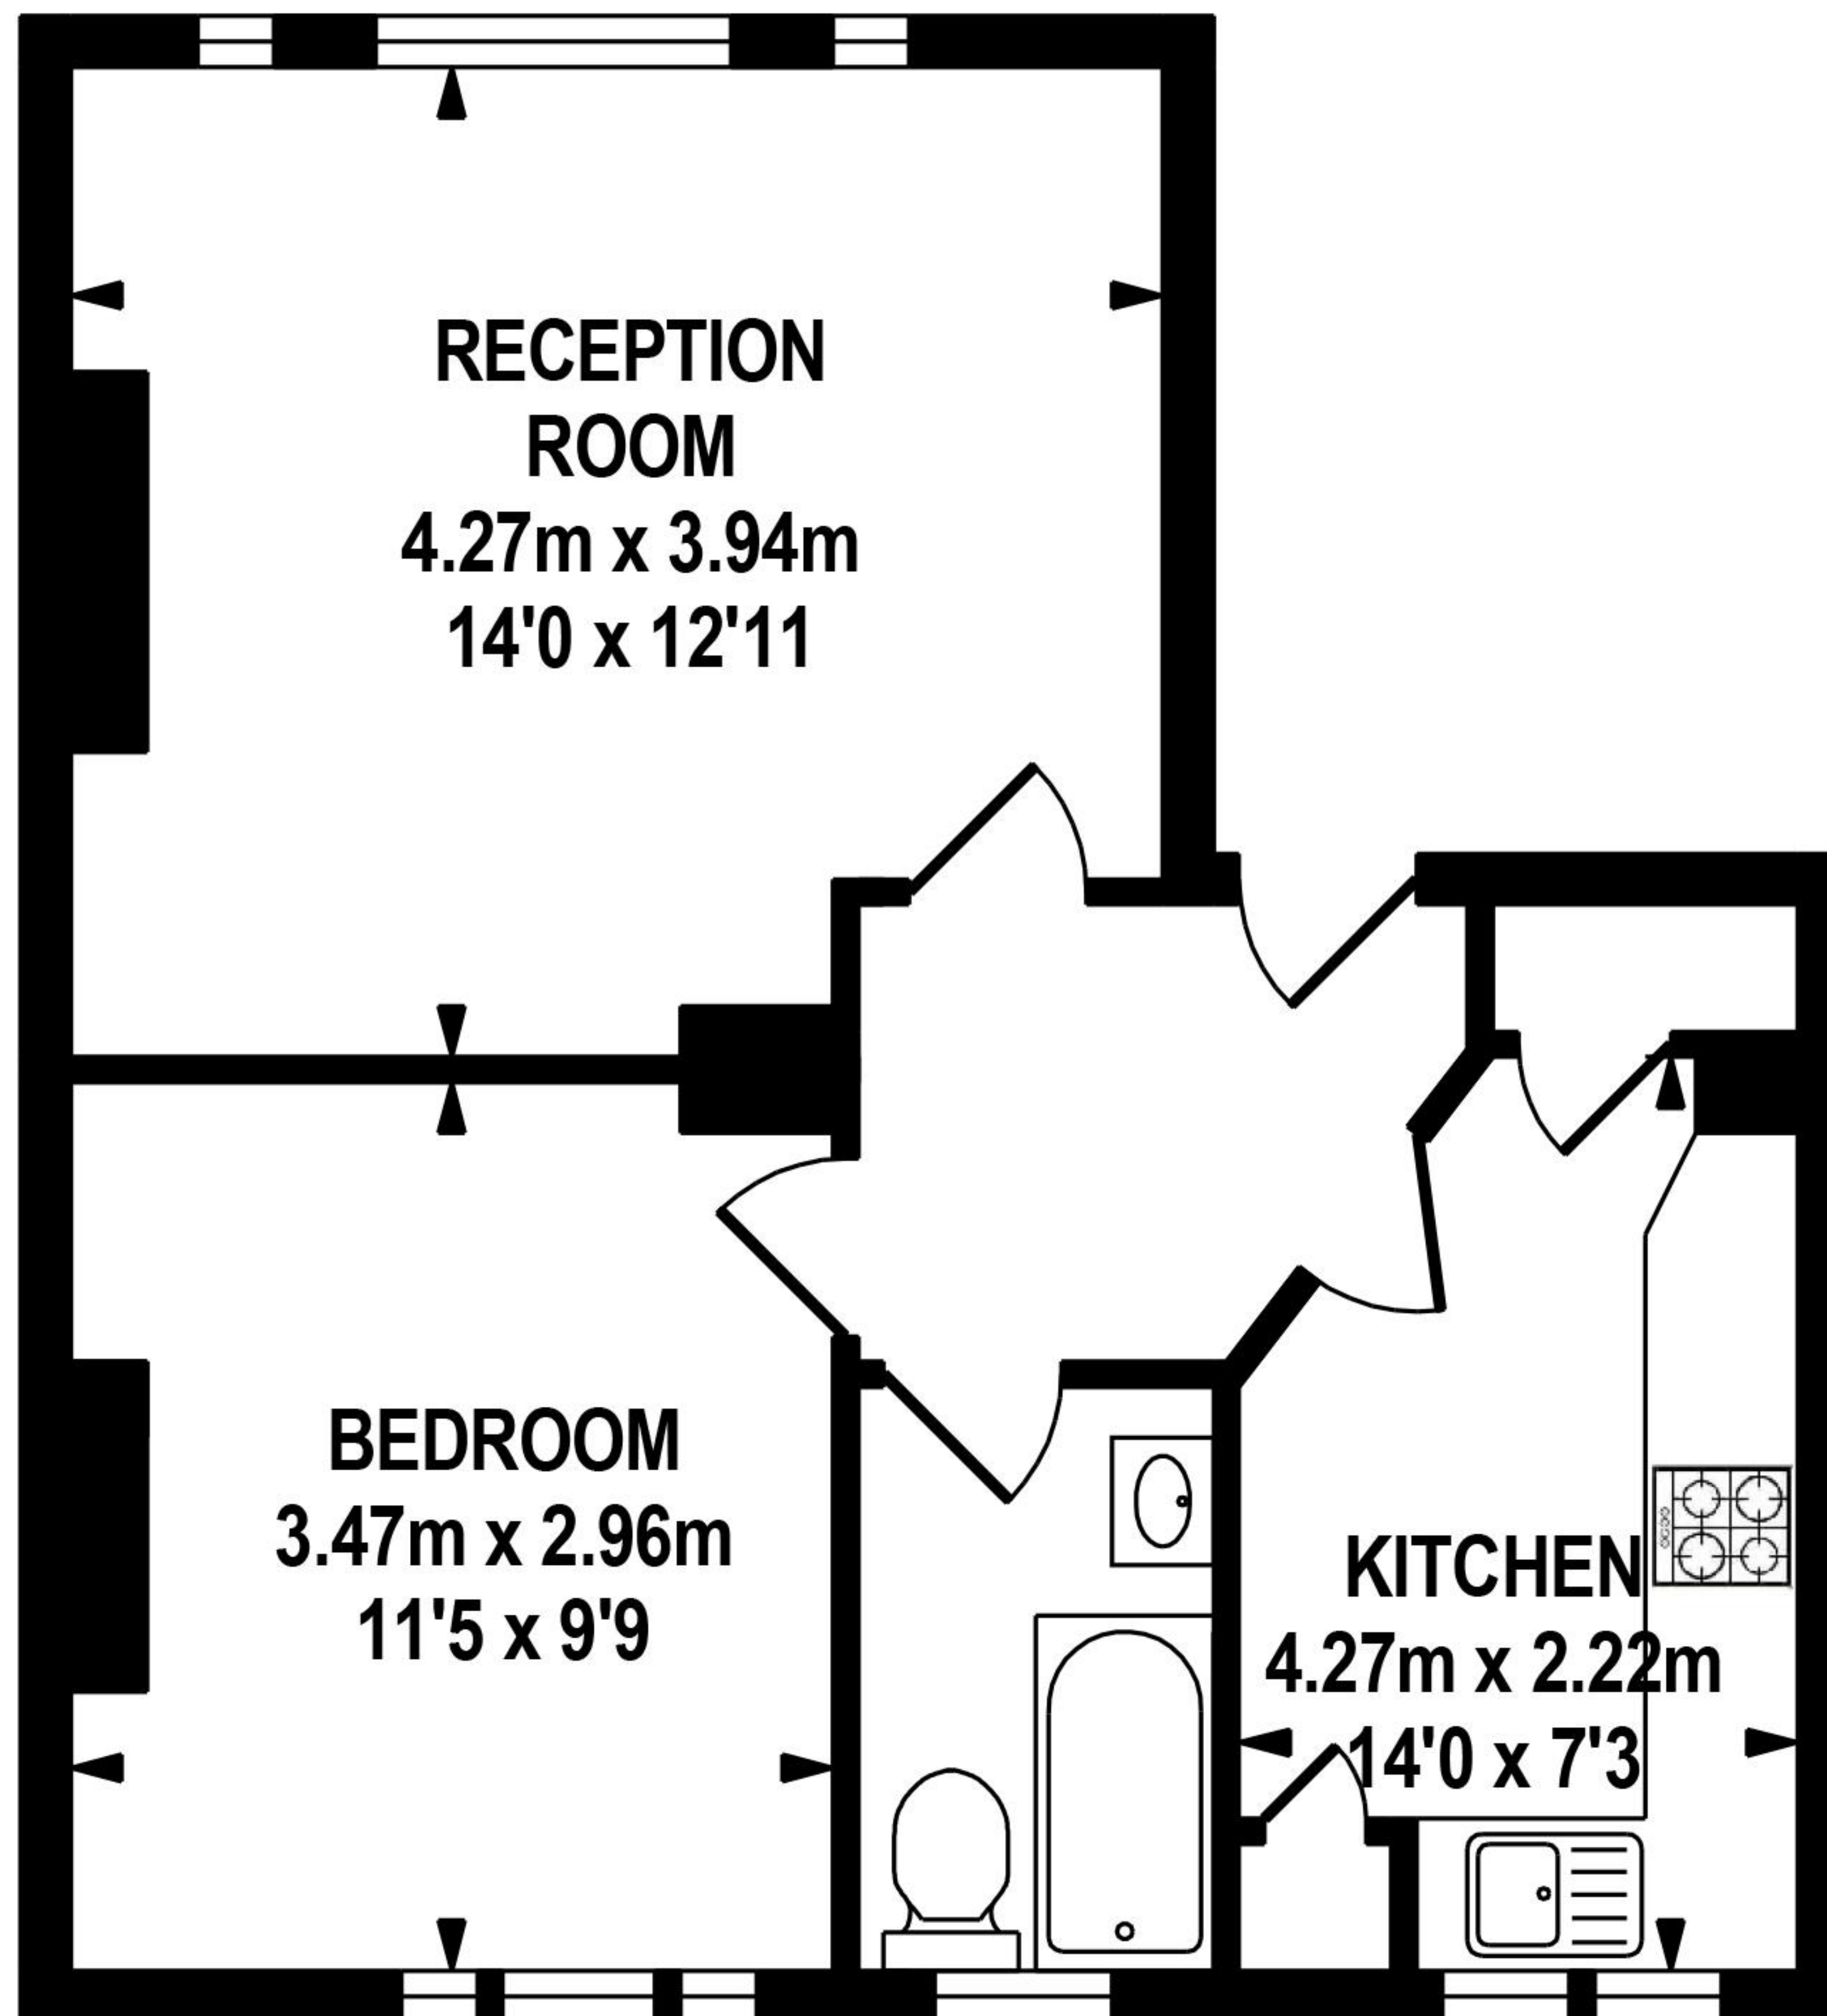 RECEPTION
ROOM
4.27m x 3.94m
14'0 x 12'11
BEDROOM
3.47m x 2.96m
11'5 x 9'9
KITCHEN
4.27m x 2.22m
14'0 x 7'3